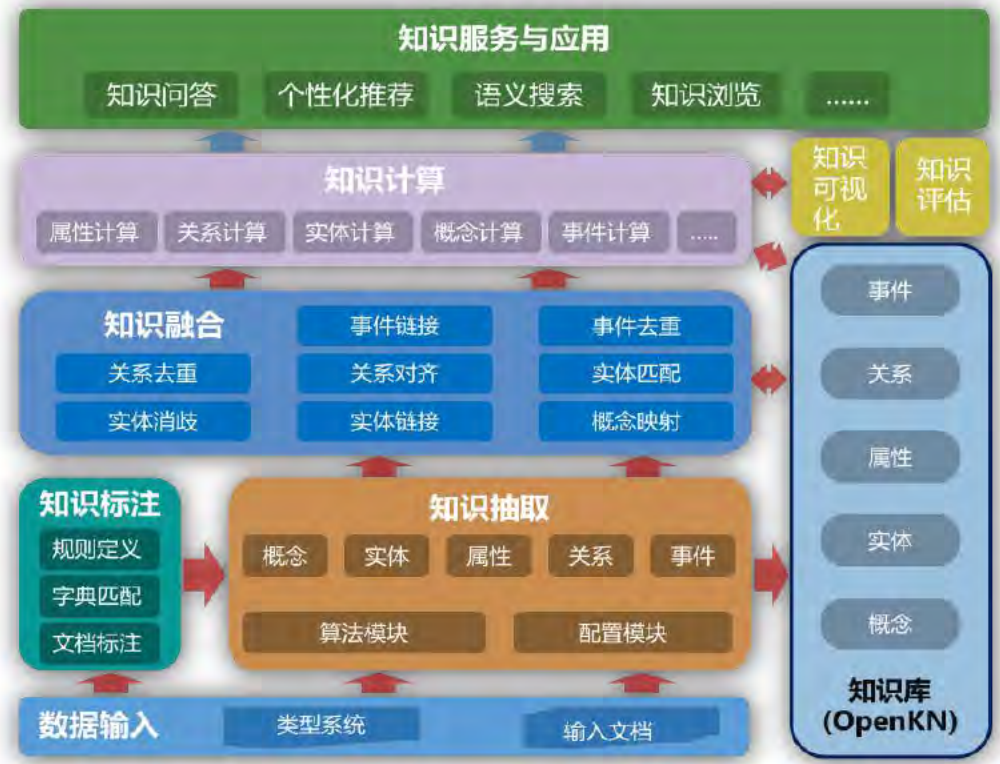 知识服务与应用
知识问答
个性化推荐
语义搜索
知识浏览
......
知识计算
属性计算
关系计算
实体计算
概念计算
事件计算
.....
知识
可视
化
知识
评估
知识融合
事件链接
事件去重
关系去重
关系对齐
实体匹配
实体消歧
实体链接
概念映射
事件
关系
属性
实体
概念
知识库
(OpenKN)
知识标注
规则定义
字典匹配
文档标注
知识抽取
概念
实体
属性
关系
事件
算法模块
配置模块
数据输入
类型系统
输入文档